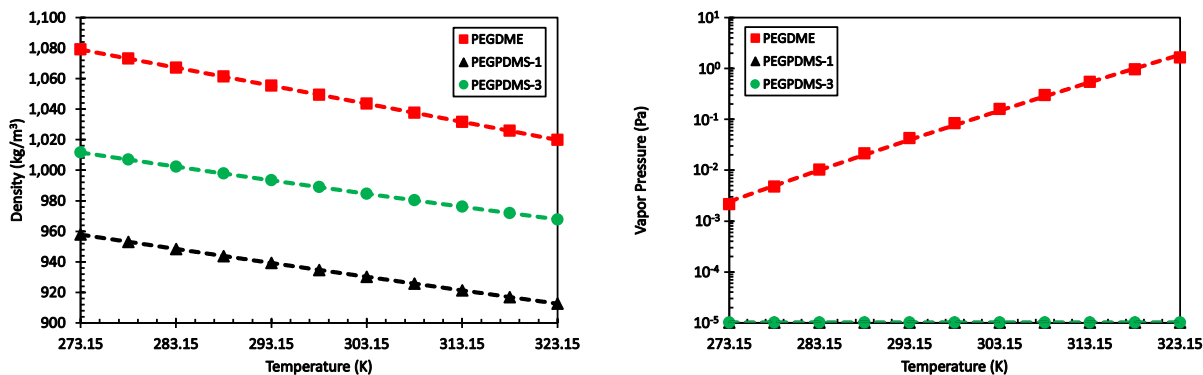 1,100
1,080
1,060
1,040
1,020
1,000
980
960
940
920
900
Density (kg/m³)
273.15 283.15 293.15 303.15 313.15 323.15
Temperature (K)
PEGDME
PEGPDMS-1
PEGPDMS-3
10¹
10⁰
10⁻¹
10⁻²
10⁻³
10⁻⁴
10⁻⁵
Vapor Pressure (Pa)
273.15 283.15 293.15 303.15 313.15 323.15
Temperature (K)
PEGDME
PEGPDMS-1
PEGPDMS-3